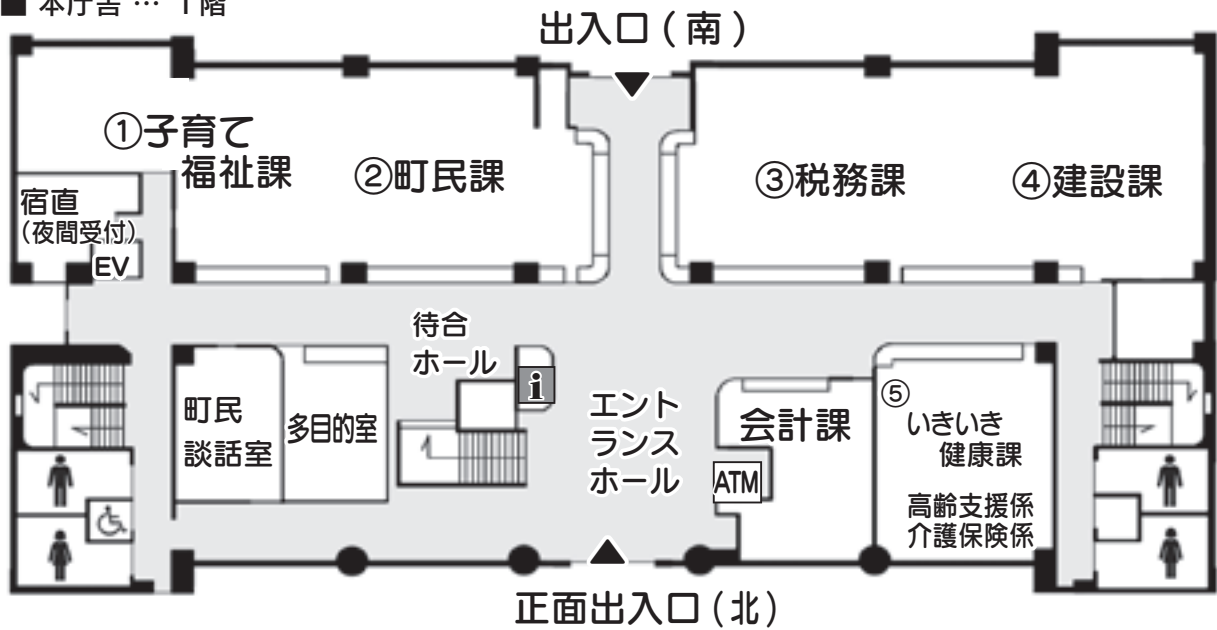 ■ 本庁舎 … 1階
出入口(南)
①子育て
福祉課
②町民課
③税務課
④建設課
宿直
(夜間受付)
EV
待合
ホール
i
町民
談話室
多目的室
エント
ランス
ホール
会計課
ATM
⑤
いきいき
健康課
高齢支援係
介護保険係
正面出入口(北)